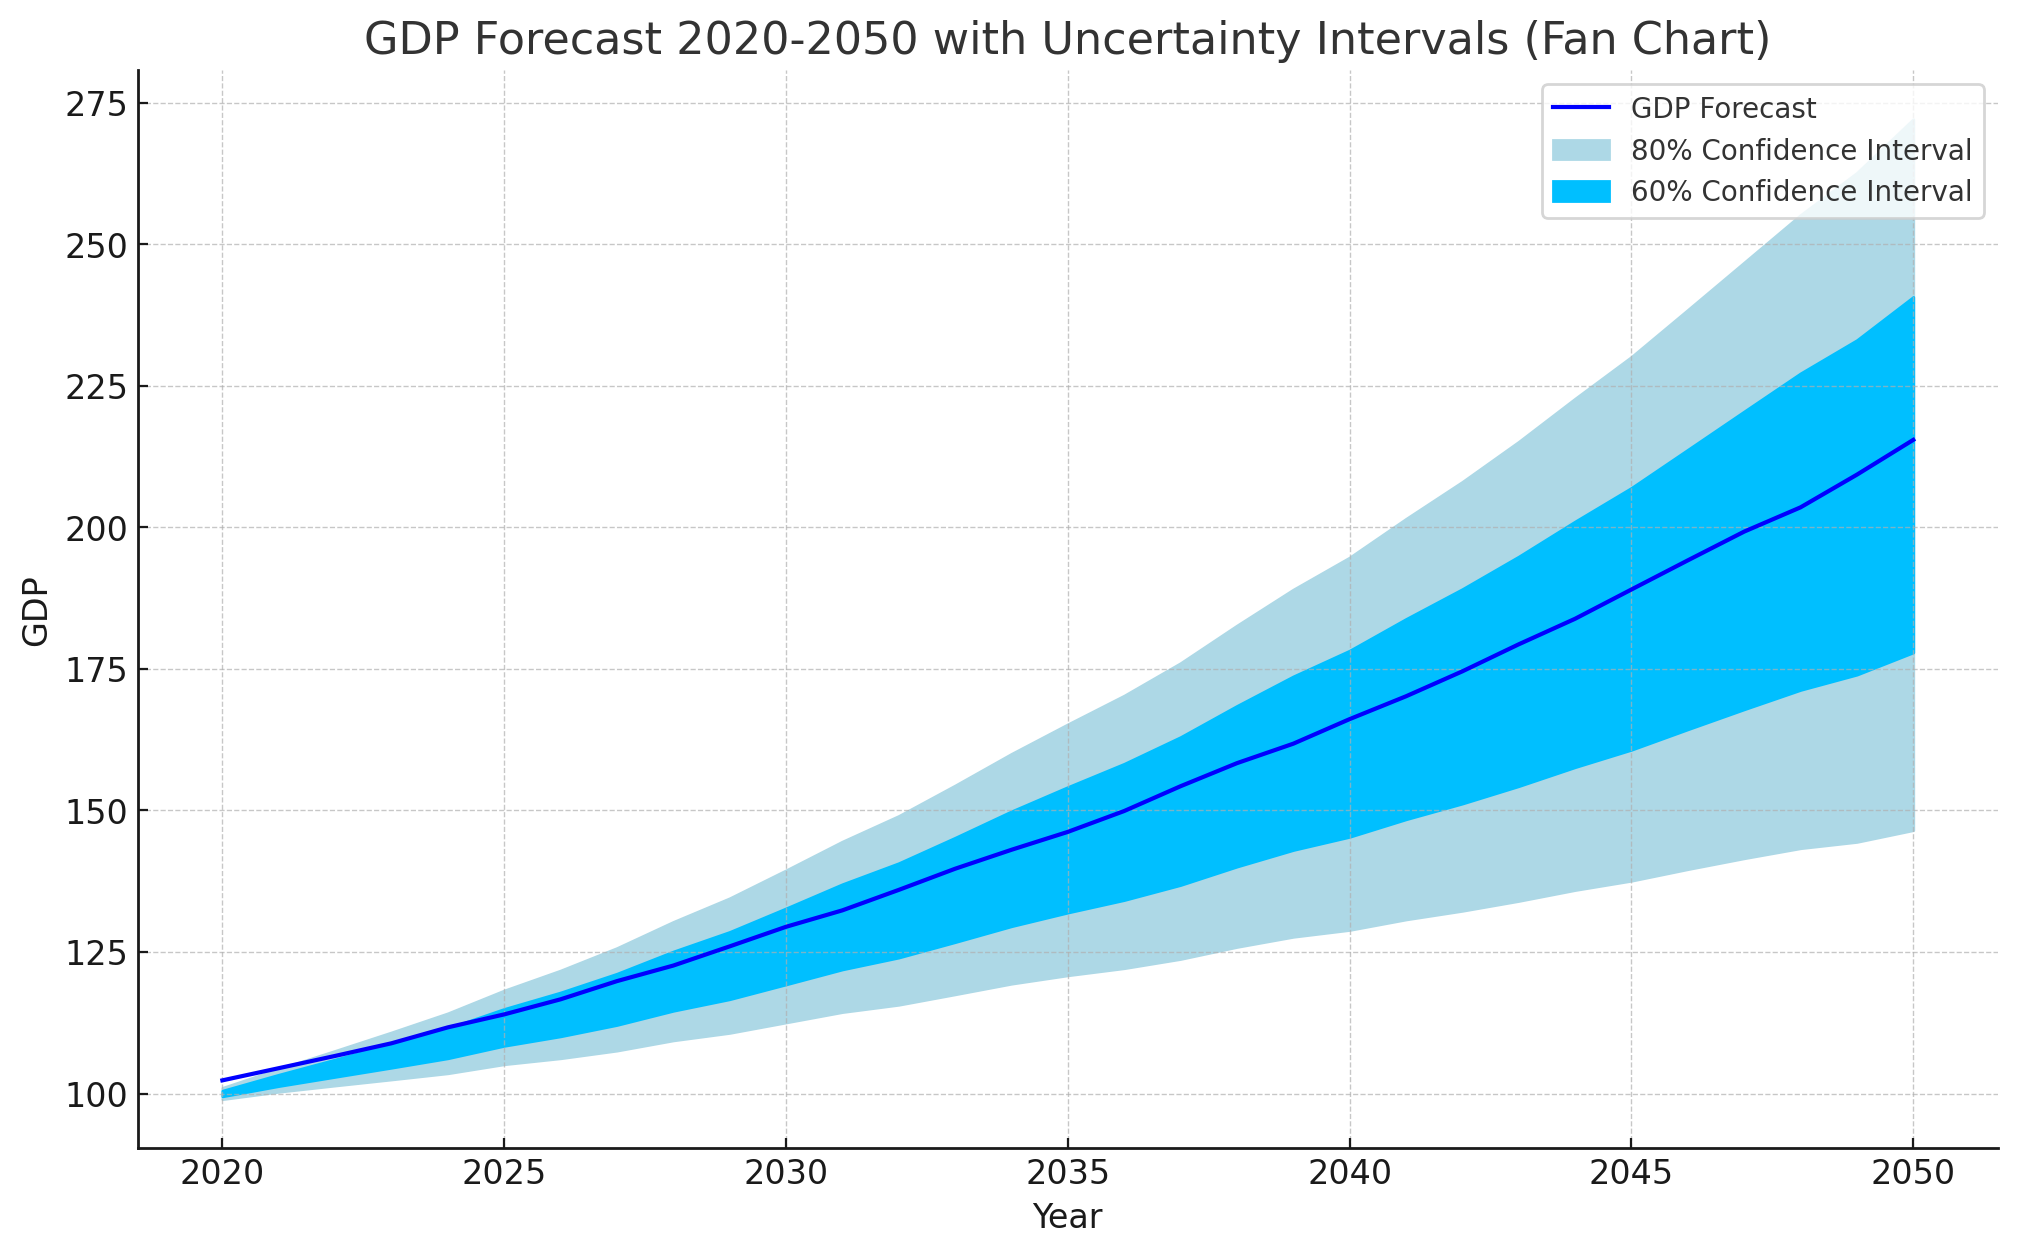 GDP Forecast 2020-2050 with Uncertainty Intervals (Fan Chart)
GDP Forecast
80% Confidence Interval
60% Confidence Interval
275
250
225
200
175
150
125
100
GDP
2020 2025 2030 2035 2040 2045 2050
Year